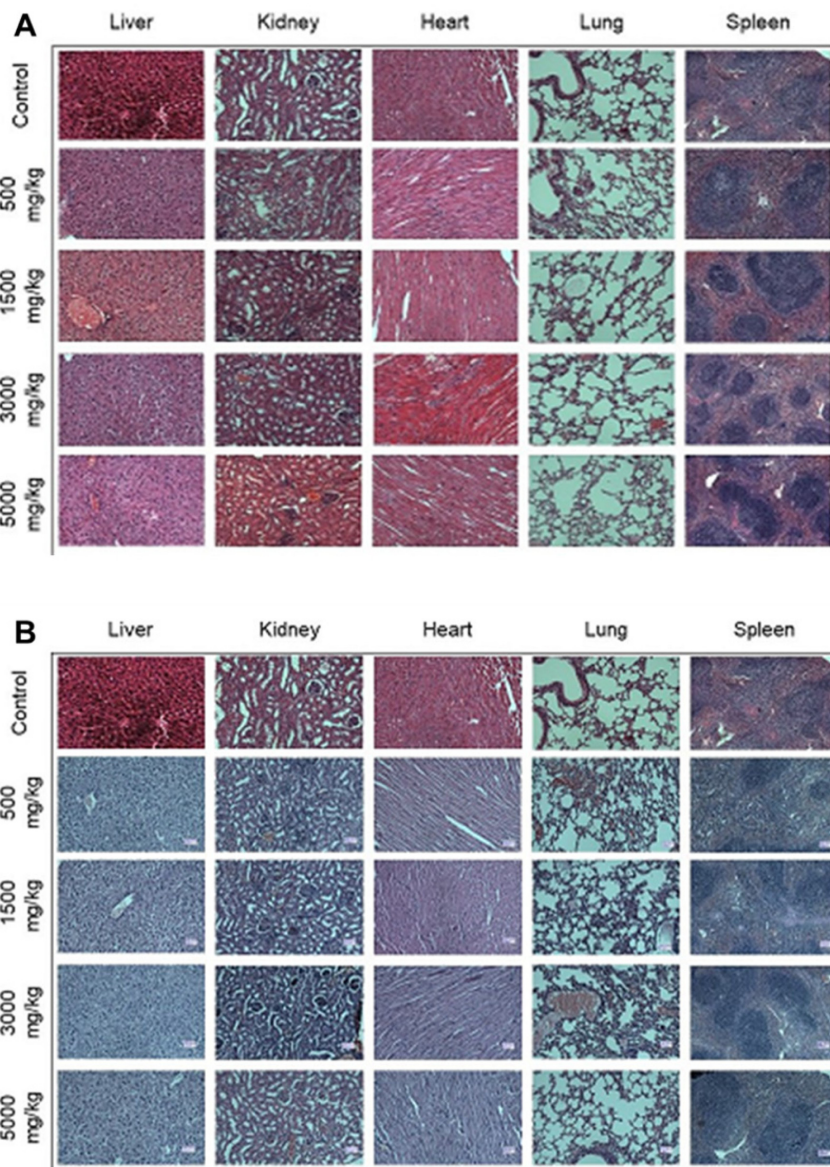 A
Liver Kidney Heart Lung Spleen
Control
500
mg/kg
1500
mg/kg
3000
mg/kg
5000
mg/kg
B
Liver Kidney Heart Lung Spleen
Control
500
mg/kg
1500
mg/kg
3000
mg/kg
5000
mg/kg